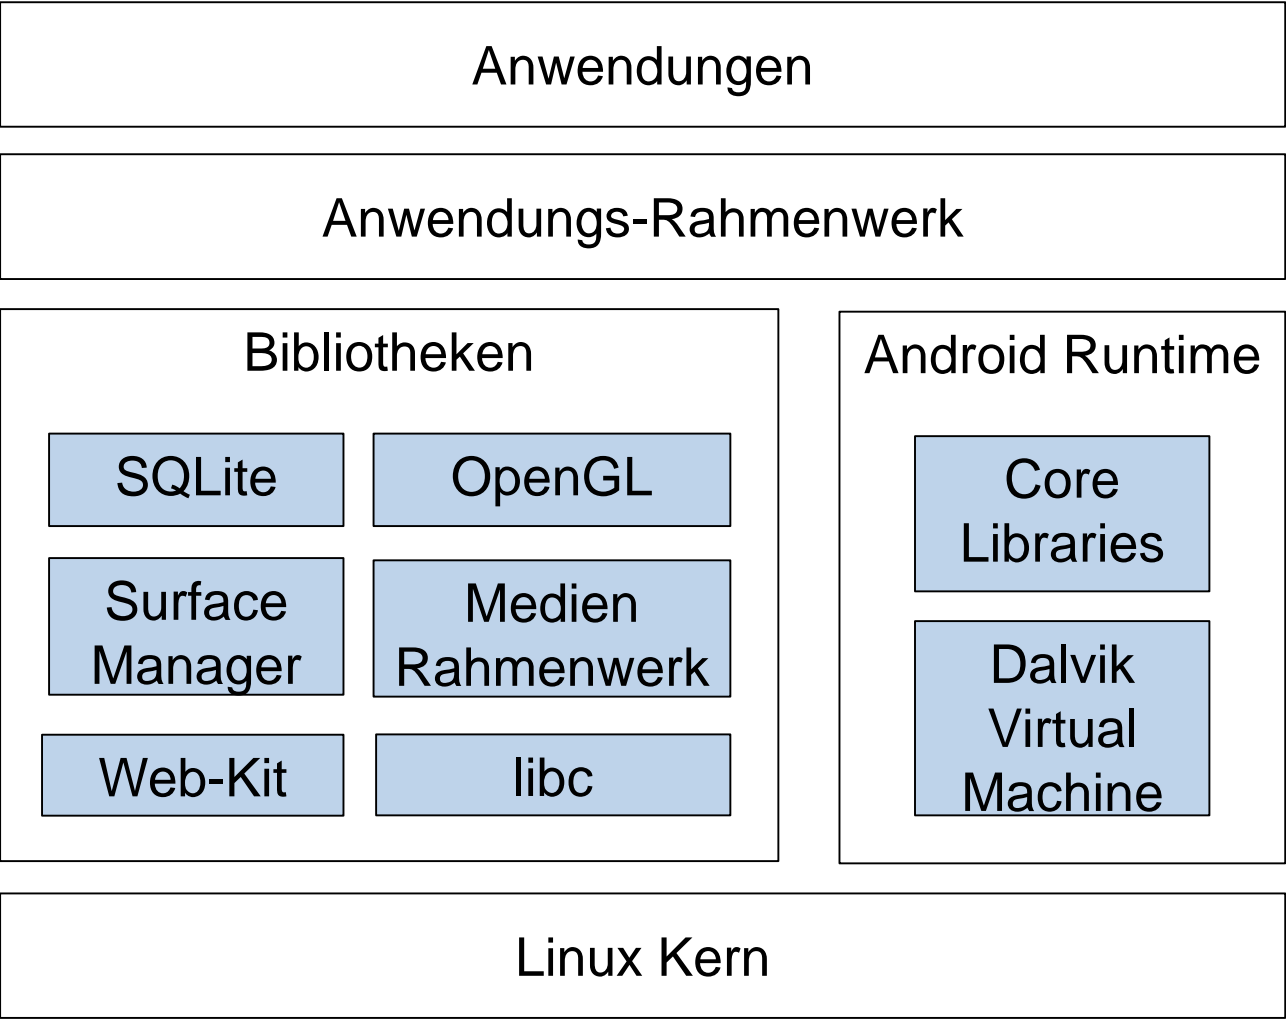 Anwendungen
Anwendungs-Rahmenwerk
Bibliotheken
SQLite
OpenGL
Surface
Manager
Medien
Rahmenwerk
Web-Kit
libc
Android Runtime
Core
Libraries
Dalvik
Virtual
Machine
Linux Kern